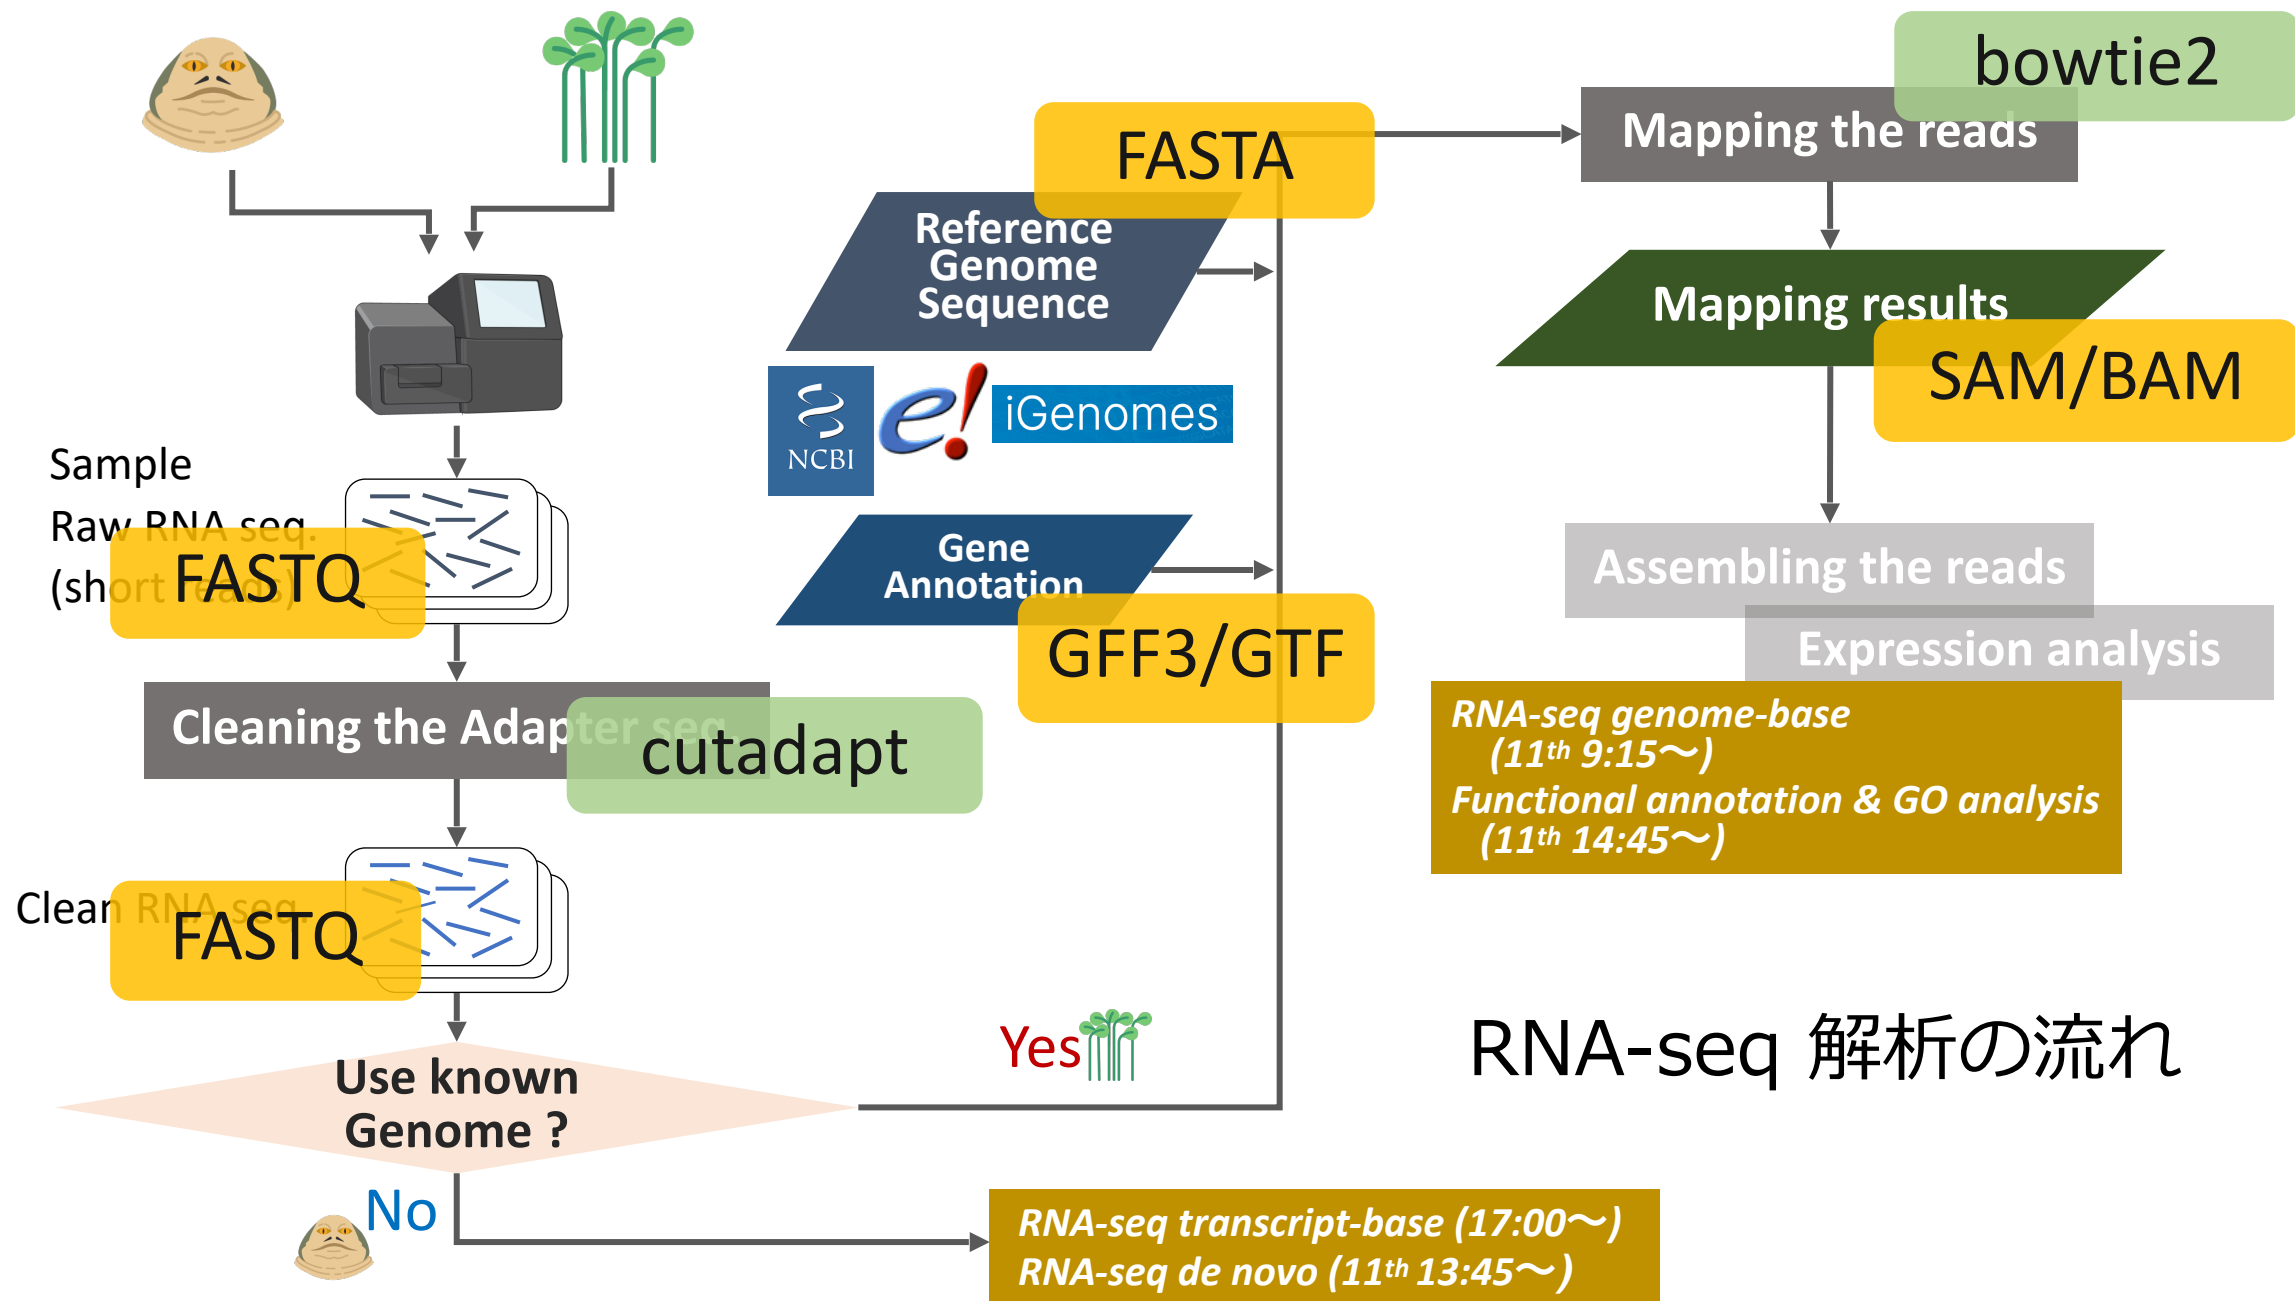 Sample
Raw RNA seq.
(short reads)
FASTQ
Cleaning the Adapter seq.
cutadapt
Clean RNA seq.
FASTQ
Use known
Genome ?
Yes
No
RNA-seq transcript-base (17:00～)
RNA-seq de novo (11th 13:45～)
FASTA
Reference
Genome
Sequence
NCBI
e!
iGenomes
Gene
Annotation
GFF3/GTF
bowtie2
Mapping the reads
Mapping results
SAM/BAM
Assembling the reads
Expression analysis
RNA-seq genome-base
(11th 9:15～)
Functional annotation & GO analysis
(11th 14:45～)
RNA-seq 解析の流れ